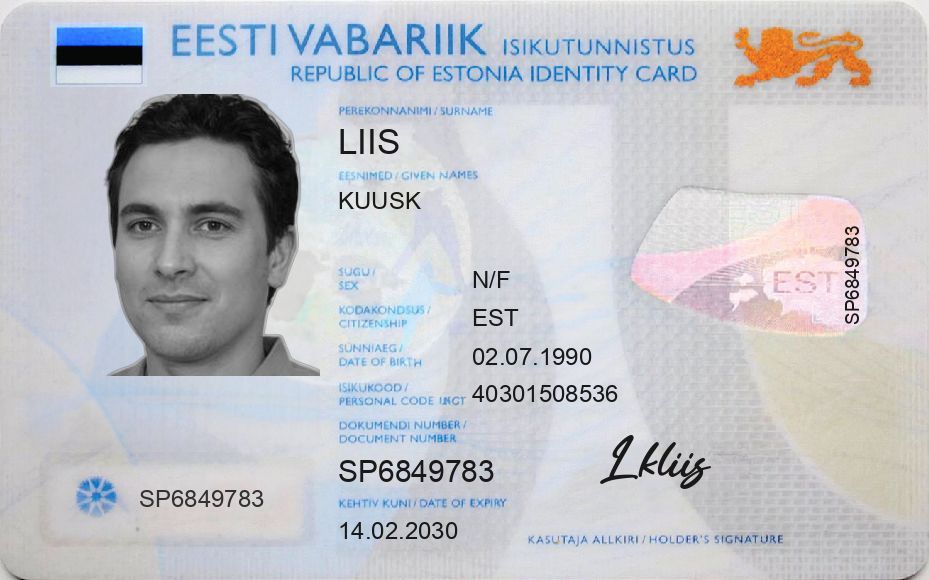 EESTI VABARIIK ISIKUTUNNISTUS
REPUBLIC OF ESTONIA IDENTITY CARD
PEREKONNANIMI / SURNAME
LIIS
EESNIMED / GIVEN NAMES
KUUSK
SUGU / SEX N/F
KODAKONDSUS / CITIZENSHIP EST
SÜNNIAEG / DATE OF BIRTH 02.07.1990
ISIKUKOOD / PERSONAL CODE 40301508536
DOKUMENDI NUMBER / DOCUMENT NUMBER
SP6849783
KEHTIV KUNI / DATE OF EXPIRY
14.02.2030
SP6849783
EST
SP6849783
Lkliis
KASUTAJA ALLKIRI / HOLDER'S SIGNATURE